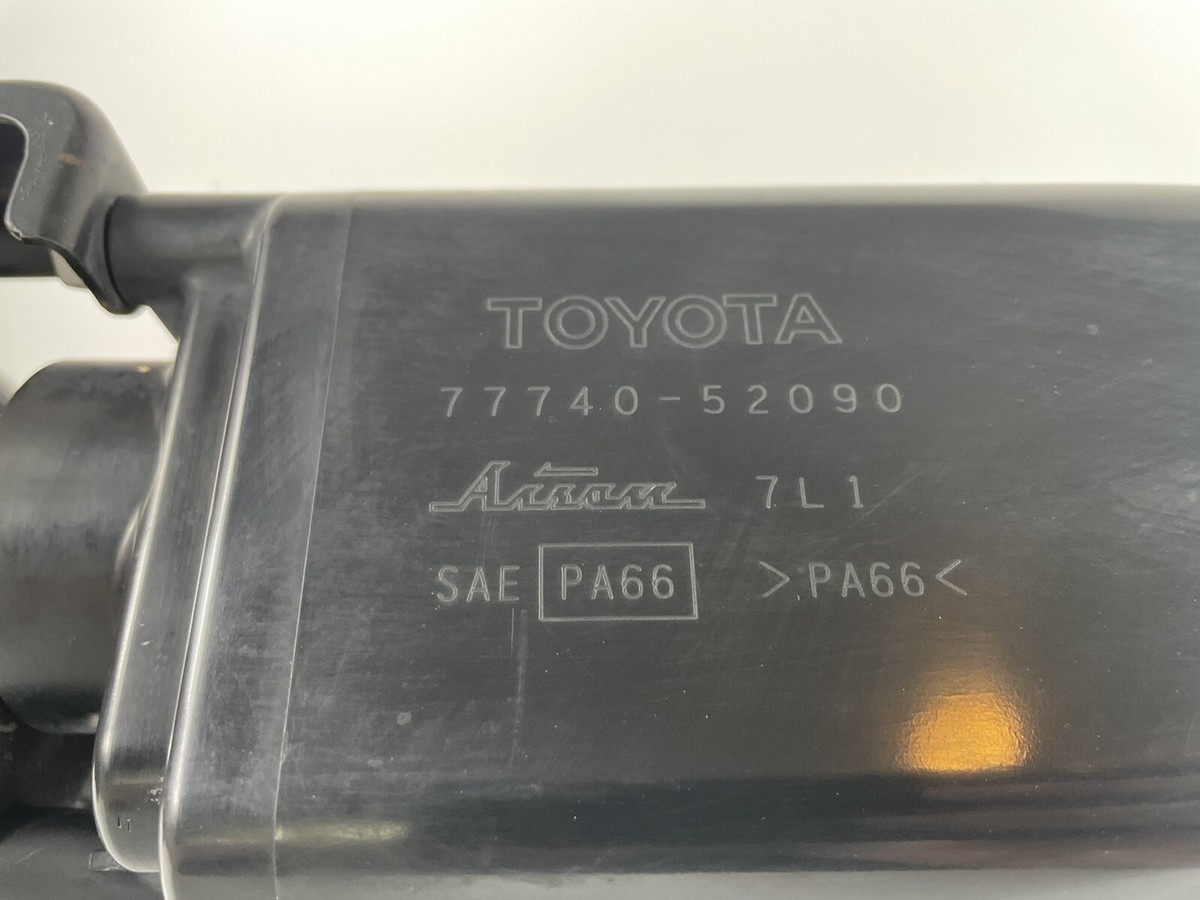 TOYOTA
77740-52090
Aisan 7L1
SAE PA66 >PA66<